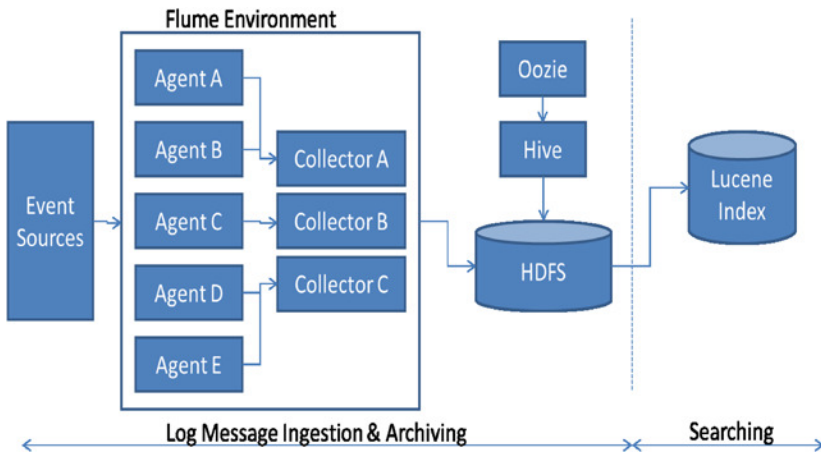 Flume Environment
Event
Sources
Agent A
Agent B
Agent C
Agent D
Agent E
Collector A
Collector B
Collector C
Oozie
Hive
HDFS
Lucene
Index
Log Message Ingestion & Archiving
Searching